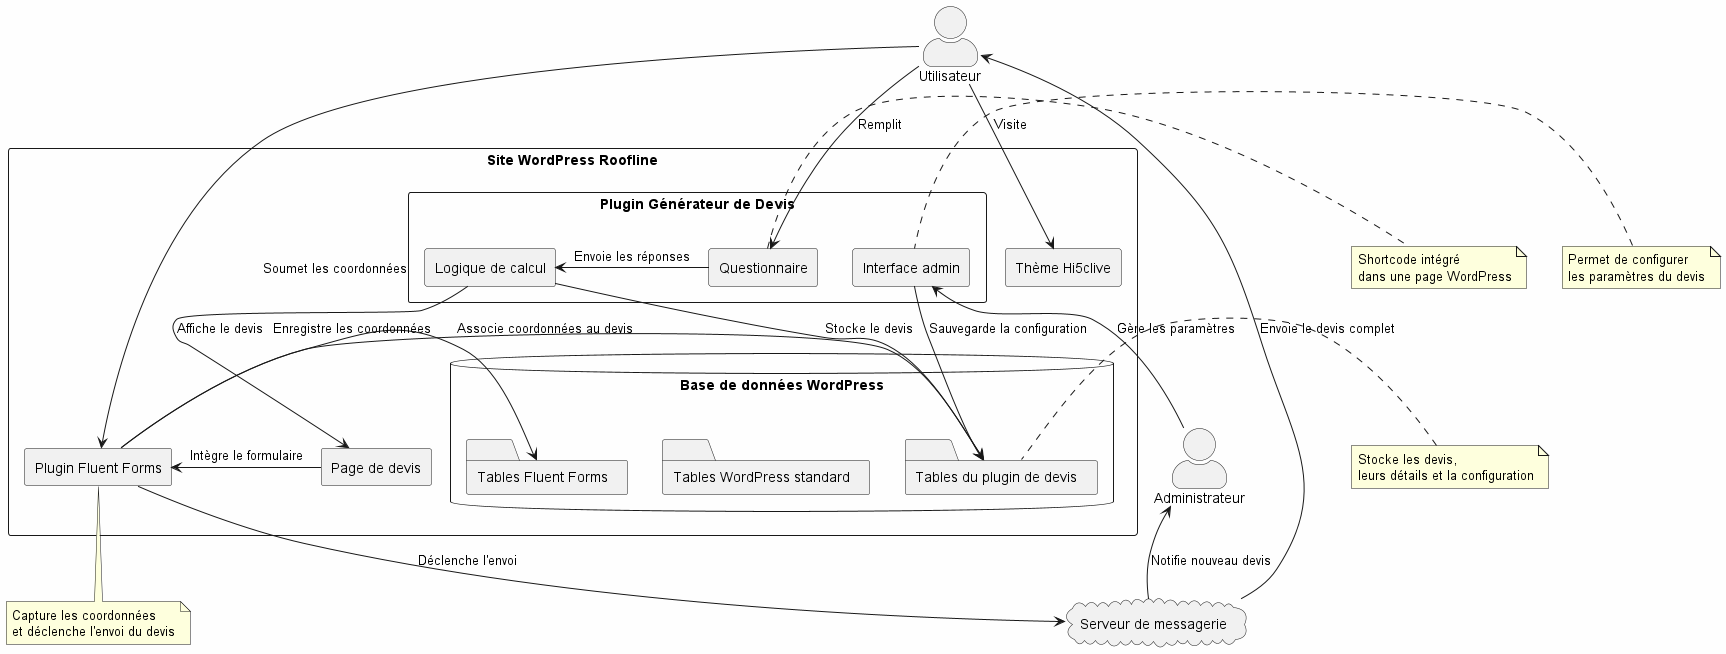 Utilisateur
Remplit
Visite
Site WordPress Roofline
Plugin Générateur de Devis
Soumet les coordonnées
Logique de calcul
Envoie les réponses
Questionnaire
Interface admin
Thème Hi5clive
Shortcode intégré
dans une page WordPress
Permet de configurer
les paramètres du devis
Affiche le devis
Enregistre les coordonnées
Associe coordonnées au devis
Stocke le devis
Sauvegarde la configuration
Gère les paramètres
Envoie le devis complet
Base de données WordPress
Plugin Fluent Forms
Intègre le formulaire
Page de devis
Tables Fluent Forms
Tables WordPress standard
Tables du plugin de devis
Administrateur
Stocke les devis,
leurs détails et la configuration
Déclenche l'envoi
Notifie nouveau devis
Capture les coordonnées
et déclenche l'envoi du devis
Serveur de messagerie